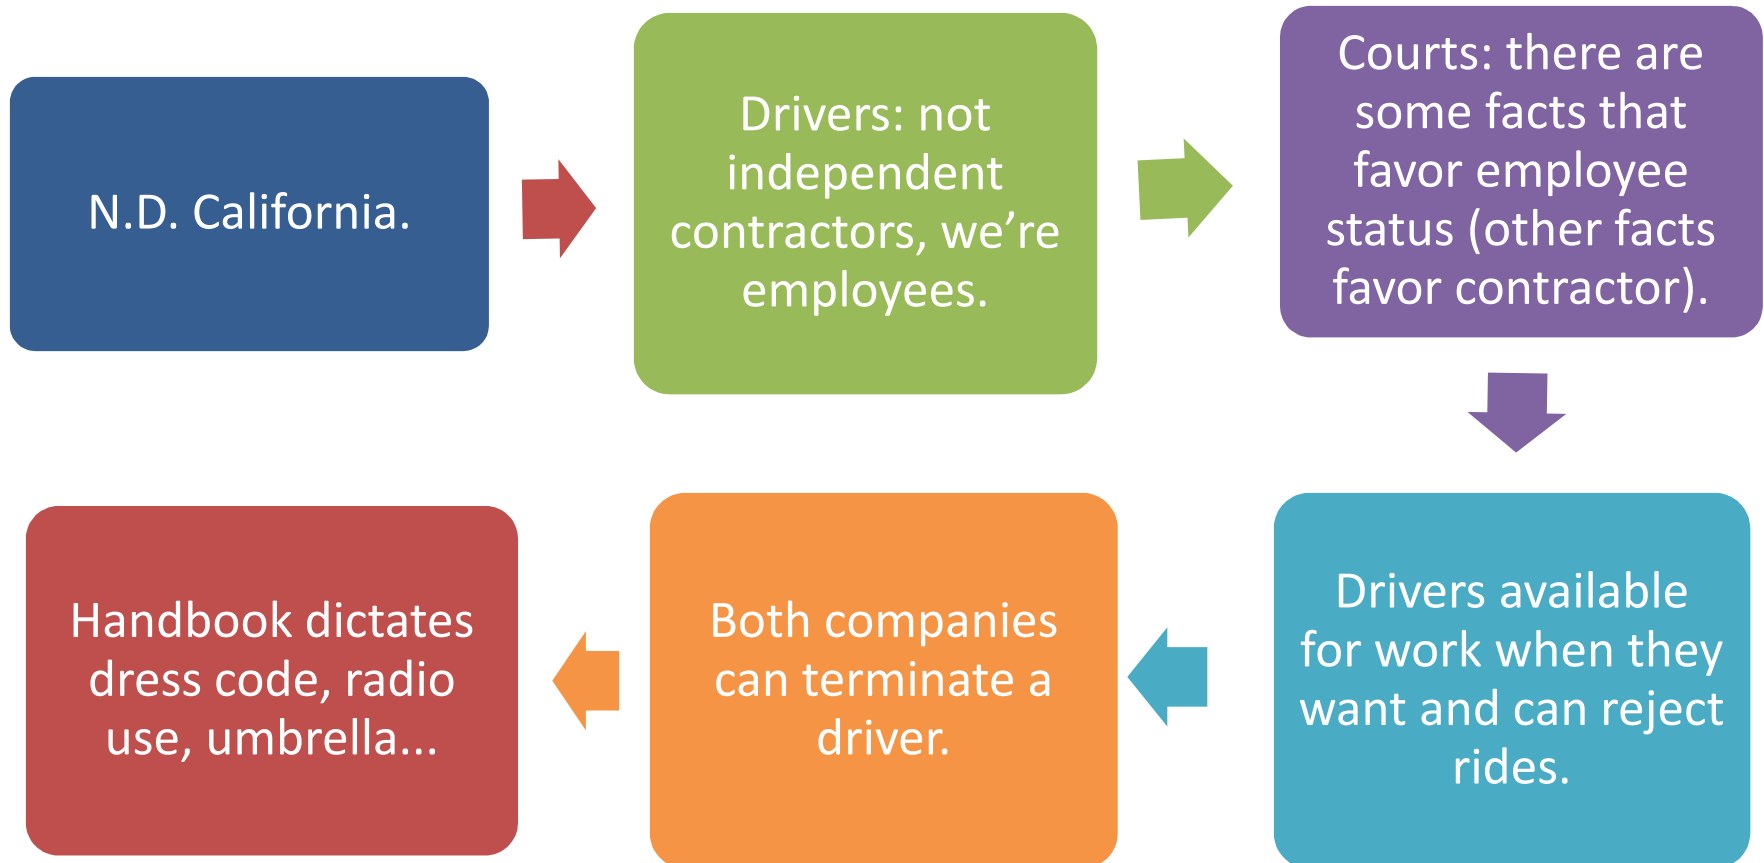 N.D. California.
Drivers: not
independent
contractors, we’re
employees.
Courts: there are
some facts that
favor employee
status (other facts
favor contractor).
Drivers available
for work when they
want and can reject
rides.
Both companies
can terminate a
driver.
Handbook dictates
dress code, radio
use, umbrella...